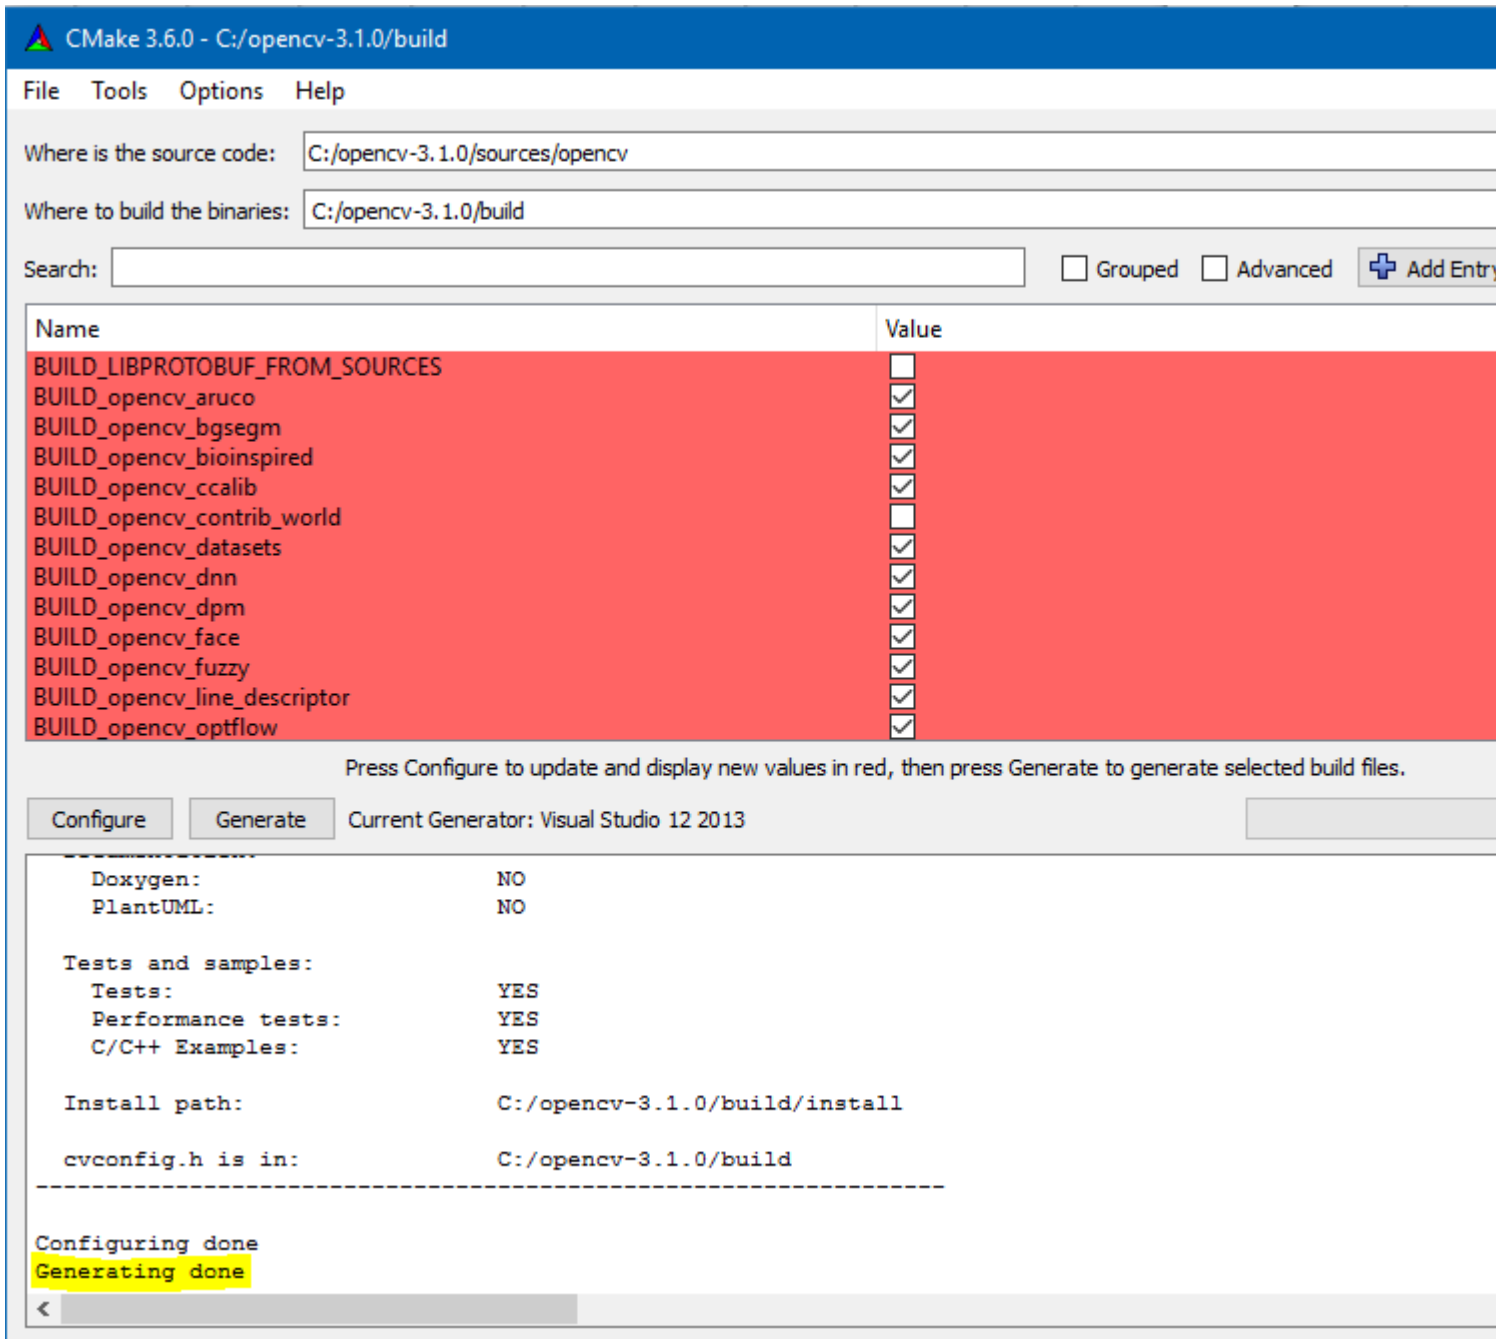 CMake 3.6.0 - C:/opencv-3.1.0/build
File Tools Options Help
Where is the source code: C:/opencv-3.1.0/sources/opencv
Where to build the binaries: C:/opencv-3.1.0/build
Search: Grouped Advanced Add Entry
Name Value
BUILD_LIBPROTOBUF_FROM_SOURCES
BUILD_opencv_aruco
BUILD_opencv_bgsegm
BUILD_opencv_bioinspired
BUILD_opencv_ccalib
BUILD_opencv_contrib_world
BUILD_opencv_datasets
BUILD_opencv_dnn
BUILD_opencv_dpm
BUILD_opencv_face
BUILD_opencv_fuzzy
BUILD_opencv_line_descriptor
BUILD_opencv_optflow
Press Configure to update and display new values in red, then press Generate to generate selected build files.
Configure Generate Current Generator: Visual Studio 12 2013
Doxygen: NO
PlantUML: NO
Tests and samples:
Tests: YES
Performance tests: YES
C/C++ Examples: YES
Install path: C:/opencv-3.1.0/build/install
cvconfig.h is in: C:/opencv-3.1.0/build
-----------------------------------------------------------------
Configuring done
Generating done